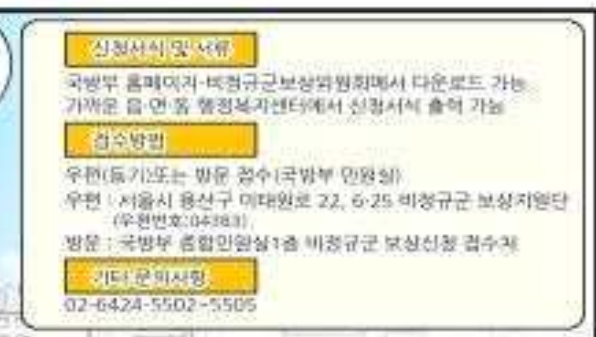 신청서식 및 서류
국방부 홈페이지-비정규군보상위원회에서 다운로드 가능
가까운 읍·면·동 행정복지센터에서 신청서식 출력 가능
접수방법
우편(등기)또는 방문 접수(국방부 민원실)
우편 : 서울시 용산구 이태원로 22, 6·25 비정규군 보상지원단
(우편번호:04383)
방문 : 국방부 종합민원실1층 비정규군 보상신청 접수처
기타 문의사항
02-6424-5502~5505